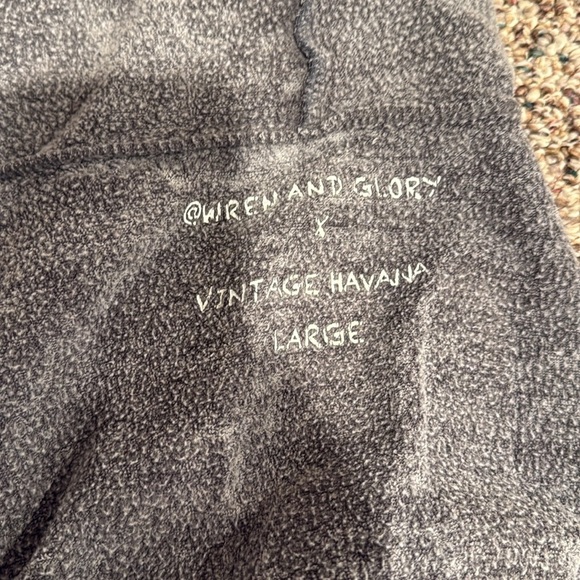 @WREN AND GLORY
X
VINTAGE HAVANA
LARGE